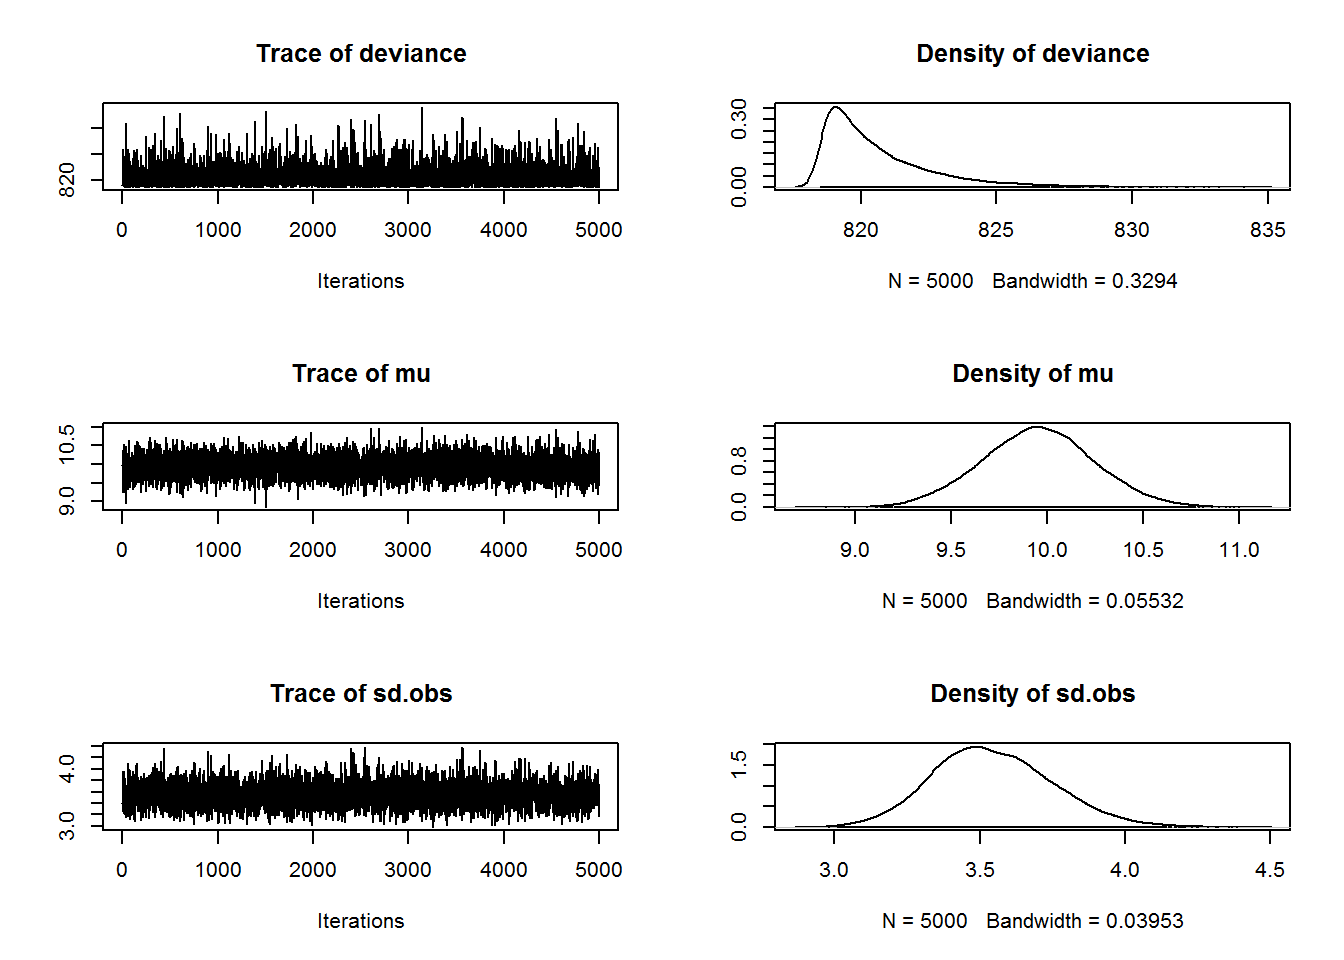 Trace of deviance
820
0 1000 2000 3000 4000 5000
Iterations
Density of deviance
0.00 0.30
820 825 830 835
N = 5000 Bandwidth = 0.3294
Trace of mu
9.0 10.5
0 1000 2000 3000 4000 5000
Iterations
Density of mu
0.0 0.8
9.0 9.5 10.0 10.5 11.0
N = 5000 Bandwidth = 0.05532
Trace of sd.obs
3.0 4.0
0 1000 2000 3000 4000 5000
Iterations
Density of sd.obs
0.0 1.5
3.0 3.5 4.0 4.5
N = 5000 Bandwidth = 0.03953